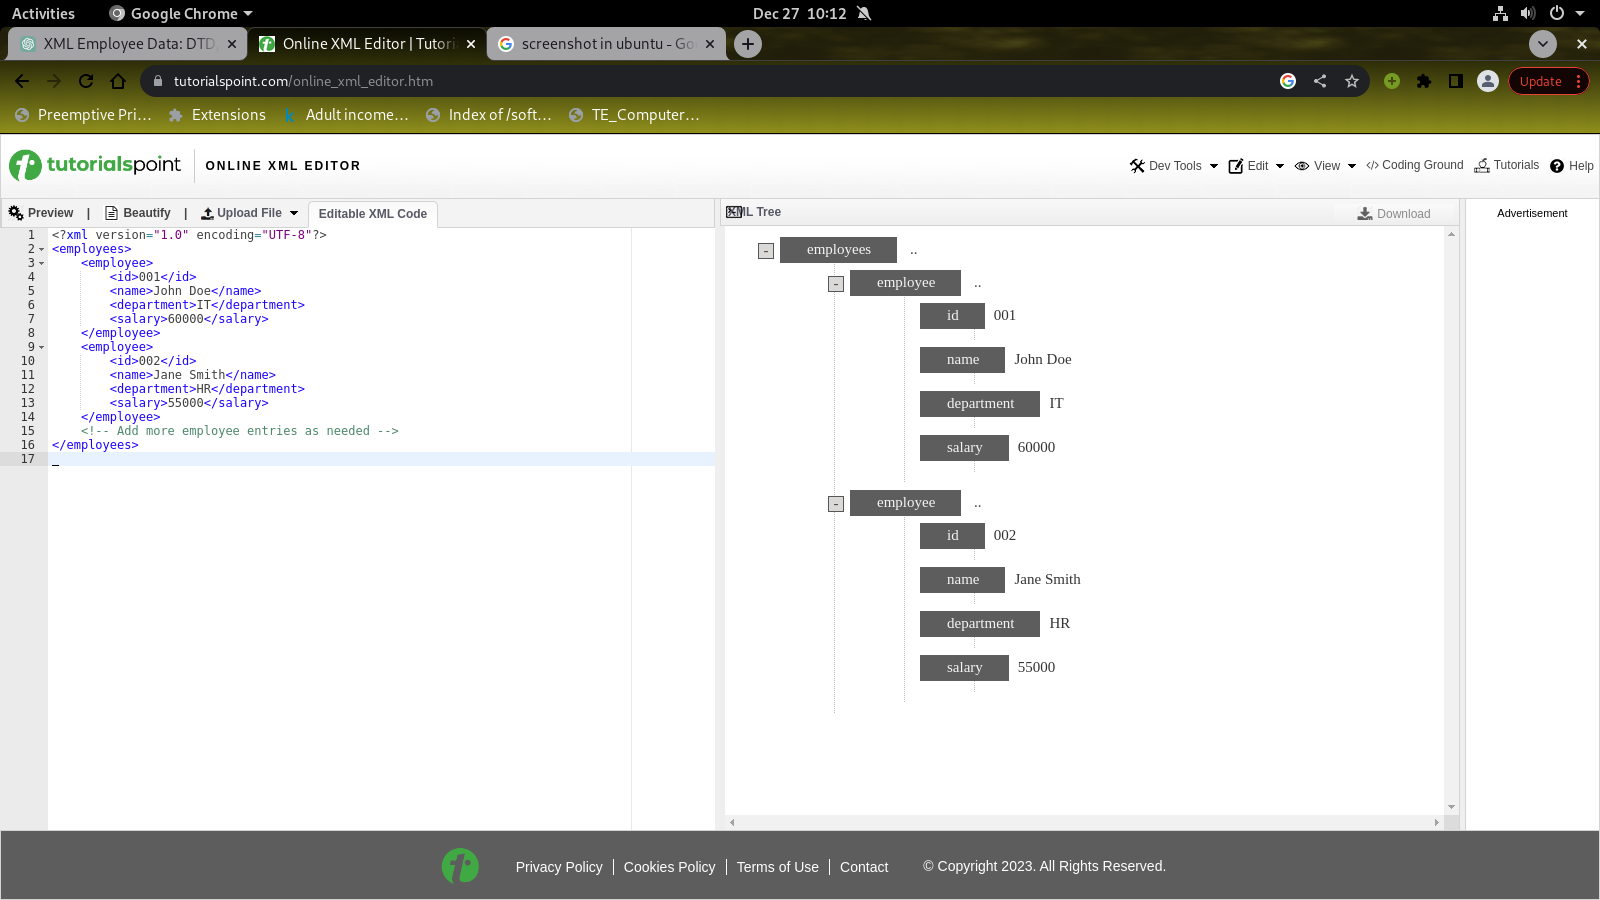 Activities
Google Chrome
Dec 27 10:12
XML Employee Data: DTD
Online XML Editor | Tutori
screenshot in ubuntu - Go
tutorialspoint.com/online_xml_editor.htm
Update
Preemptive Pri…
Extensions
Adult income…
Index of /soft…
TE_Computer…
tutorialspoint
ONLINE XML EDITOR
Dev Tools
Edit
View
</> Coding Ground
Tutorials
Help
Preview | Beautify | Upload File
Editable XML Code
XML Tree
Download
Advertisement
1 <?xml version="1.0" encoding="UTF-8"?>
2 <employees>
3 <employee>
4 <id>001</id>
5 <name>John Doe</name>
6 <department>IT</department>
7 <salary>60000</salary>
8 </employee>
9 <employee>
10 <id>002</id>
11 <name>Jane Smith</name>
12 <department>HR</department>
13 <salary>55000</salary>
14 </employee>
15 <!-- Add more employee entries as needed -->
16 </employees>
17
- employees ..
- employee ..
id 001
name John Doe
department IT
salary 60000
- employee ..
id 002
name Jane Smith
department HR
salary 55000
Privacy Policy | Cookies Policy | Terms of Use | Contact
© Copyright 2023. All Rights Reserved.